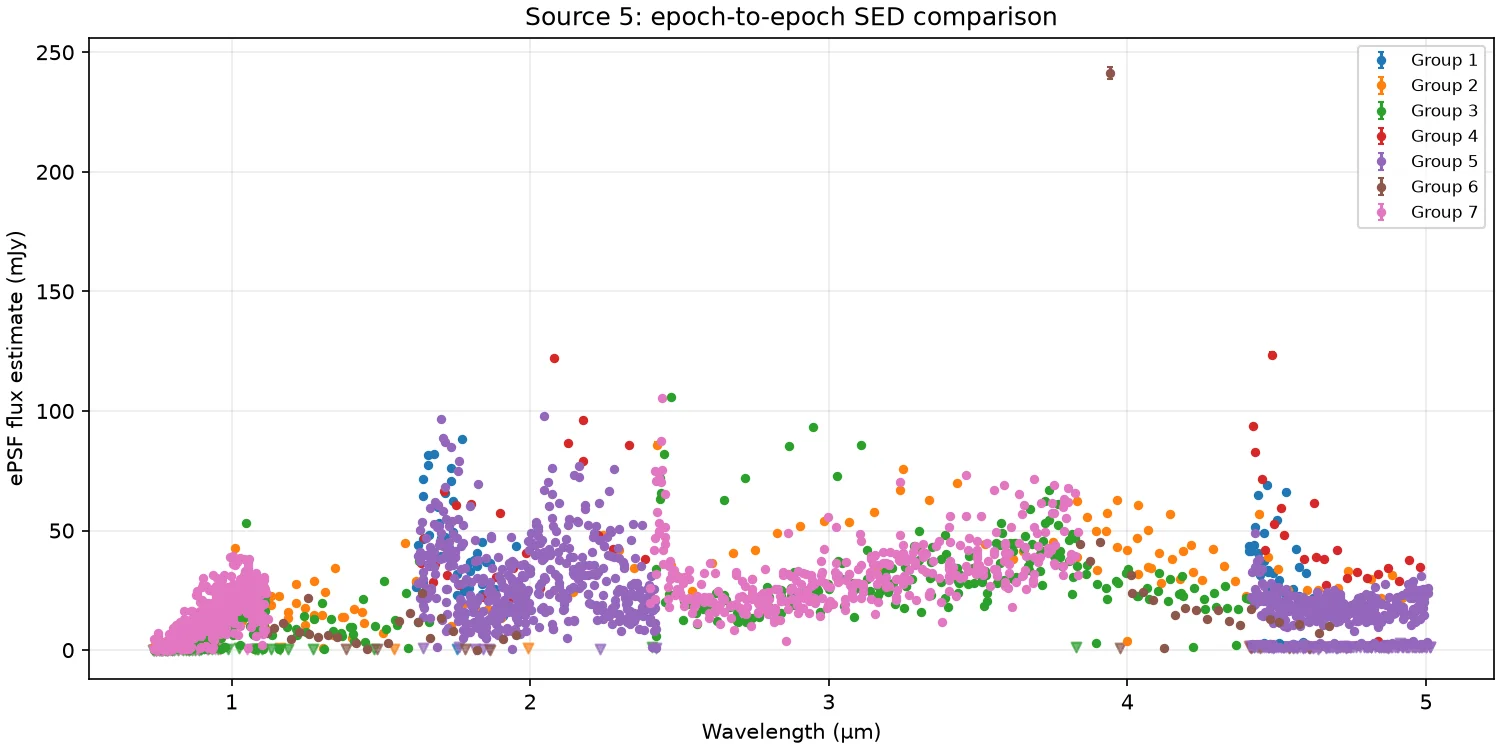 Source 5: epoch-to-epoch SED comparison
ePSF flux estimate (mJy)
250
200
150
100
50
0
1
2
3
4
5
Wavelength (μm)
Group 1
Group 2
Group 3
Group 4
Group 5
Group 6
Group 7